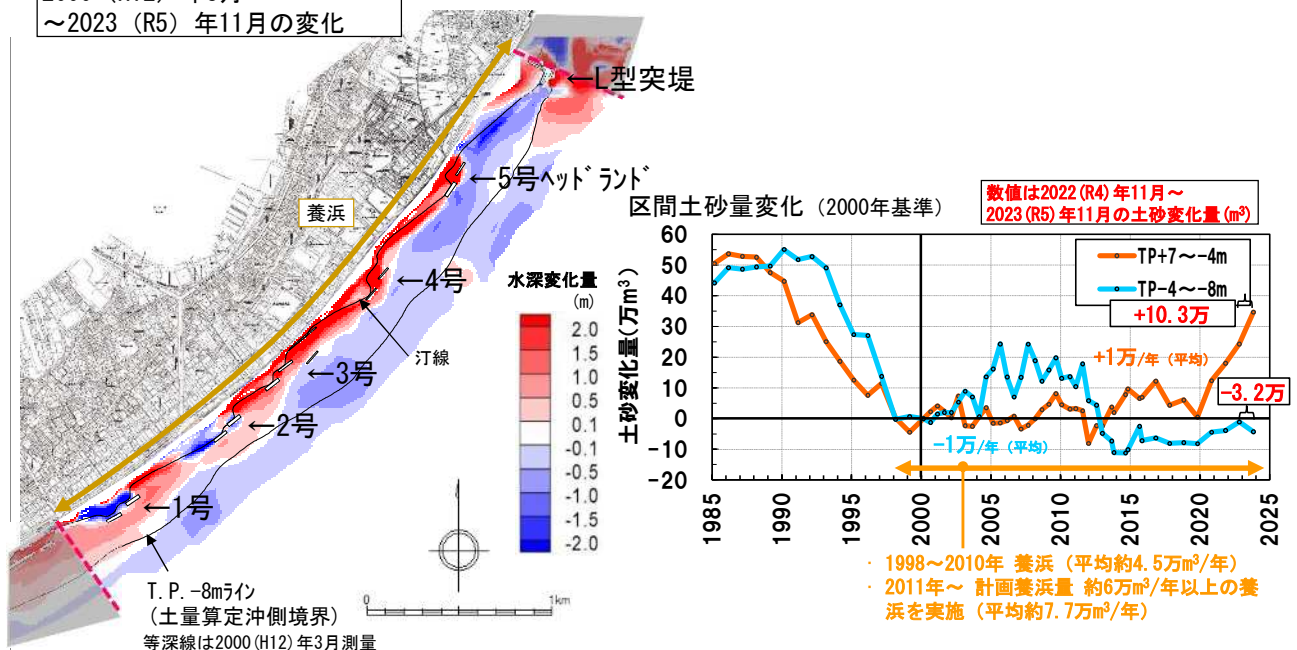 ～2023（R5）年11月の変化
←L型突堤
←5号ヘッドランド
養浜
←4号
汀線
←3号
←2号
←1号
水深変化量
(m)
2.0
1.5
1.0
0.5
0.1
-0.1
-0.5
-1.0
-1.5
-2.0
T.P.-8mライン
(土量算定沖側境界)
等深線は2000(H12)年3月測量
0
1km
区間土砂量変化（2000年基準）
数値は2022(R4)年11月～
2023(R5)年11月の土砂変化量(m³)
土砂変化量(万m³)
60
50
40
30
20
10
0
-10
-20
TP+7～-4m
TP-4～-8m
+10.3万
+1万/年（平均）
-3.2万
-1万/年（平均）
1985
1990
1995
2000
2005
2010
2015
2020
2025
・1998～2010年 養浜（平均約4.5万m³/年）
・2011年～ 計画養浜量 約6万m³/年以上の養
浜を実施（平均約7.7万m³/年）